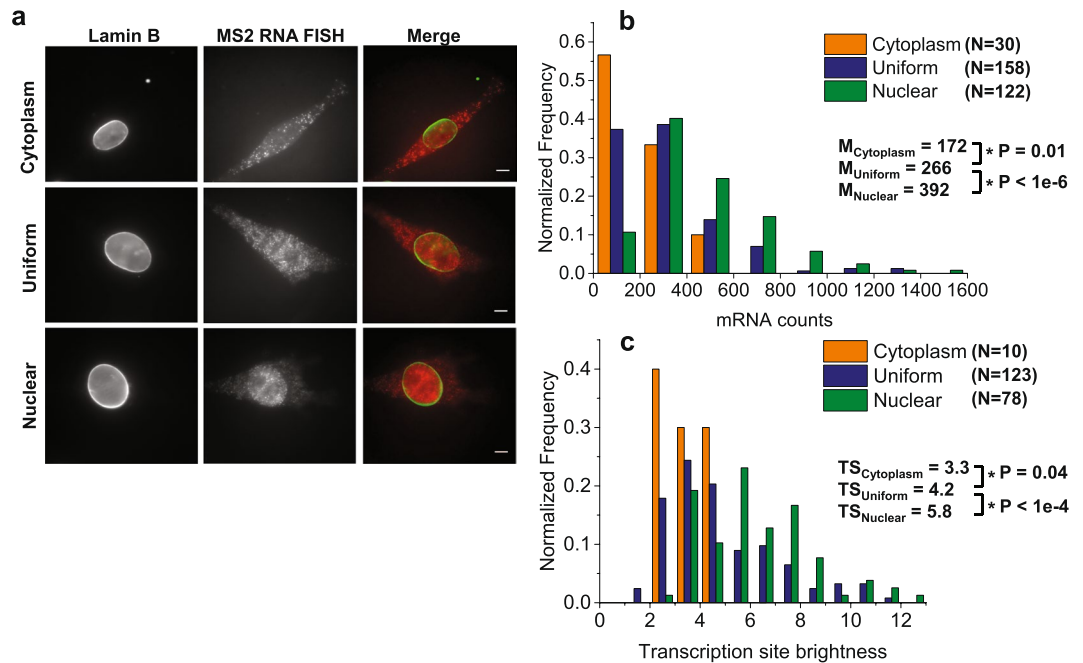 a
Lamin B
MS2 RNA FISH
Merge
Cytoplasm
Uniform
Nuclear
b
Normalized Frequency
0.6
0.5
0.4
0.3
0.2
0.1
0.0
0 200 400 600 800 1000 1200 1400 1600
mRNA counts
Cytoplasm (N=30)
Uniform (N=158)
Nuclear (N=122)
MCytoplasm = 172
* P = 0.01
MUniform = 266
* P < 1e-6
MNuclear = 392
c
Normalized Frequency
0.4
0.3
0.2
0.1
0.0
0 2 4 6 8 10 12
Transcription site brightness
Cytoplasm (N=10)
Uniform (N=123)
Nuclear (N=78)
TSCytoplasm = 3.3
* P = 0.04
TSUniform = 4.2
* P < 1e-4
TSNuclear = 5.8